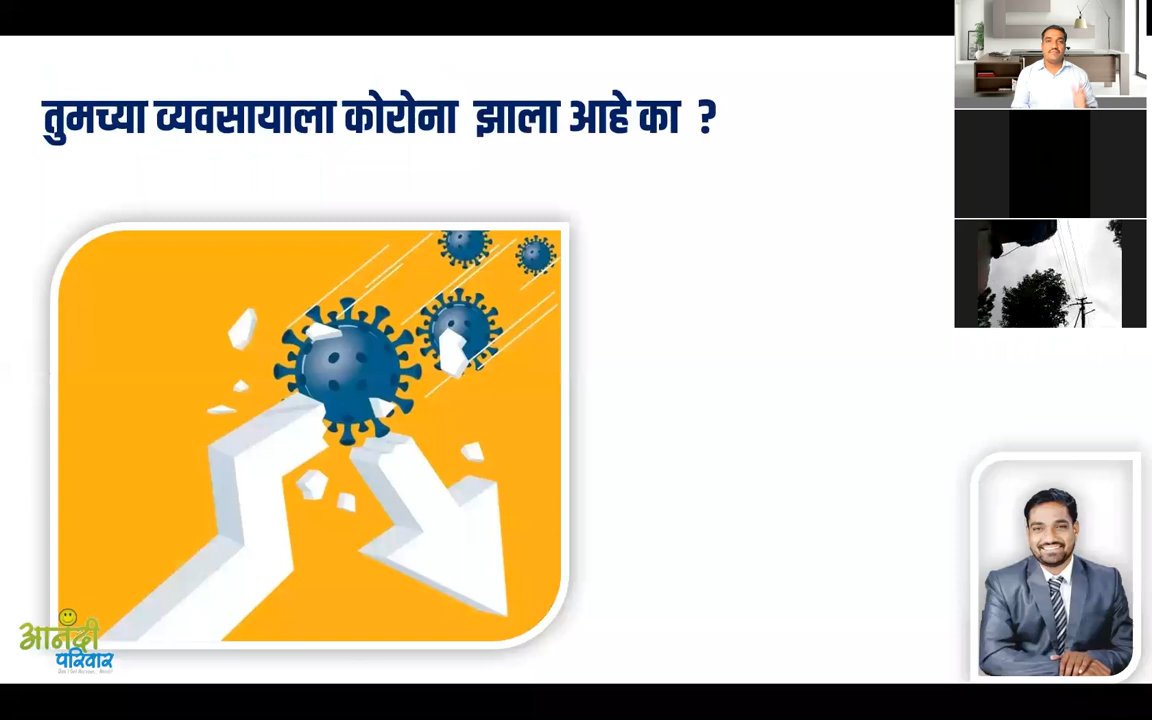 तुमच्या व्यवसायाला कोरोना झाला आहे का ?
आनंदी
परिवार